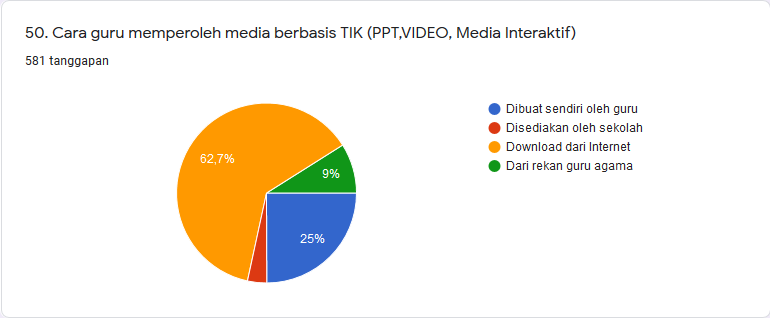 50. Cara guru memperoleh media berbasis TIK (PPT,VIDEO, Media Interaktif)
581 tanggapan
Dibuat sendiri oleh guru
Disediakan oleh sekolah
Download dari Internet
Dari rekan guru agama
62,7%
9%
25%